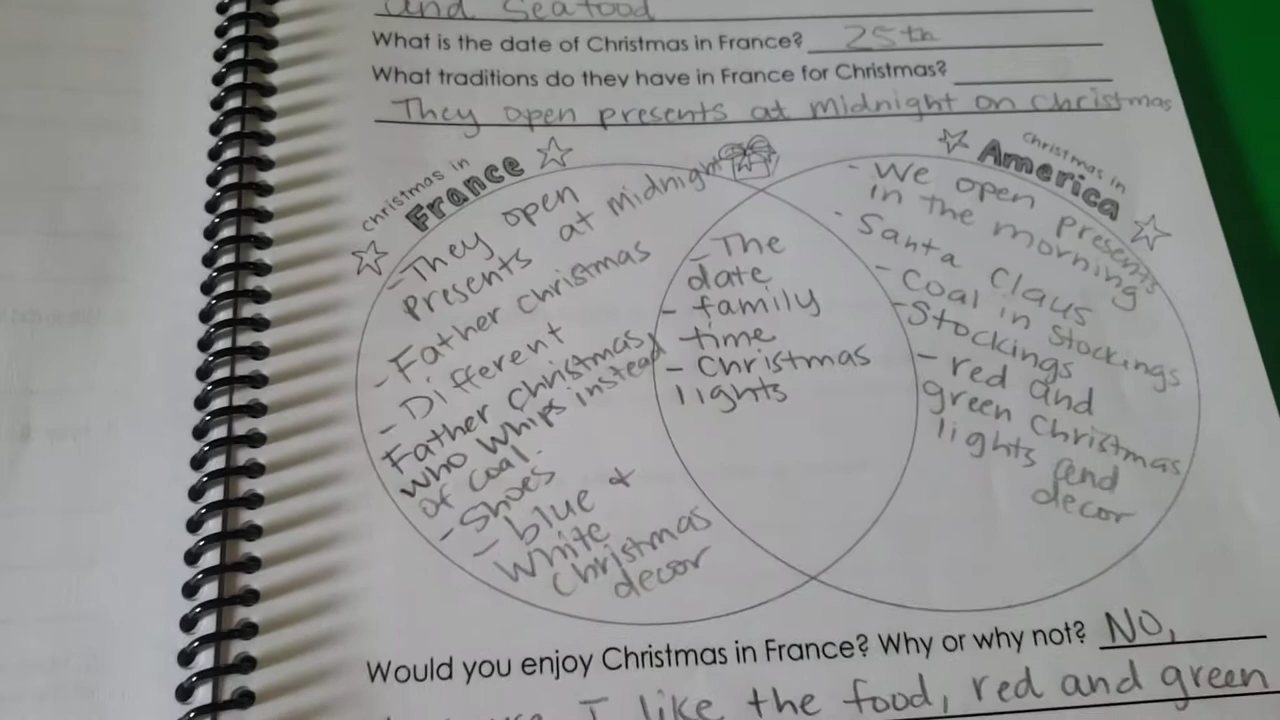 and Seafood
What is the date of Christmas in France? 25th
What traditions do they have in France for Christmas?
They open presents at midnight on christmas
christmas in
France
- They open
presents at midnight
- Father christmas
- Different
Father christmas
who whips instead
of coal.
- Shoes
- blue +
white
christmas
decor
- The
date
- family
time
- Christmas
lights
christmas in
America
- We open presents
in the morning
- Santa Claus
- Coal in Stockings
- Stockings
- red and
green christmas
lights and
decor
Would you enjoy Christmas in France? Why or why not? No,
I like the food, red and green